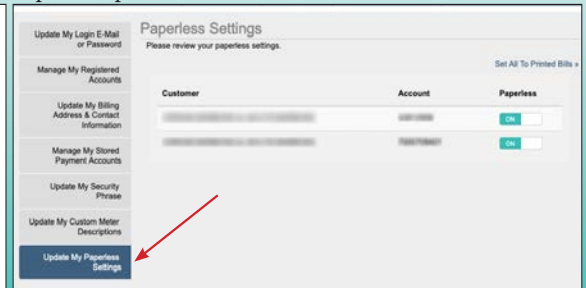 Update My Login E-Mail
or Password
Manage My Registered
Accounts
Update My Billing
Address & Contact
Information
Manage My Stored
Payment Accounts
Update My Security
Phrase
Update My Custom Meter
Descriptions
Update My Paperless
Settings
Paperless Settings
Please review your paperless settings.
Set All To Printed Bills »
Customer Account Paperless
ON
ON